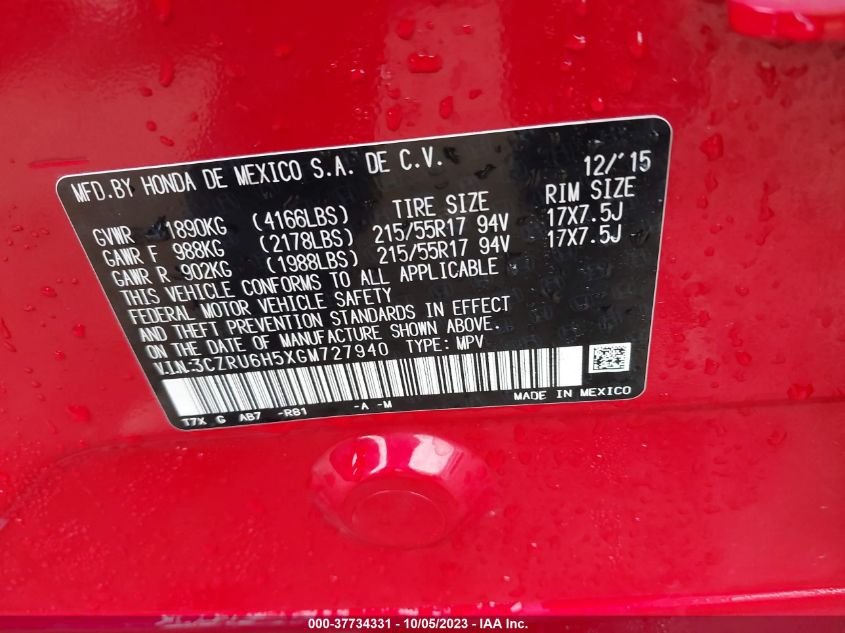 MFD.BY HONDA DE MEXICO S.A. DE C.V. 12/'15
TIRE SIZE RIM SIZE
GVWR 1890KG (4166LBS)
GAWR F 988KG (2178LBS) 215/55R17 94V 17X7.5J
GAWR R 902KG (1988LBS) 215/55R17 94V 17X7.5J
THIS VEHICLE CONFORMS TO ALL APPLICABLE
FEDERAL MOTOR VEHICLE SAFETY
AND THEFT PREVENTION STANDARDS IN EFFECT
ON THE DATE OF MANUFACTURE SHOWN ABOVE.
V.I.N.3CZRU6H5XGM727940 TYPE: MPV
T7X G AB7 -R81 -A -M MADE IN MEXICO
000-37734331 - 10/05/2023 - © IAA Inc.